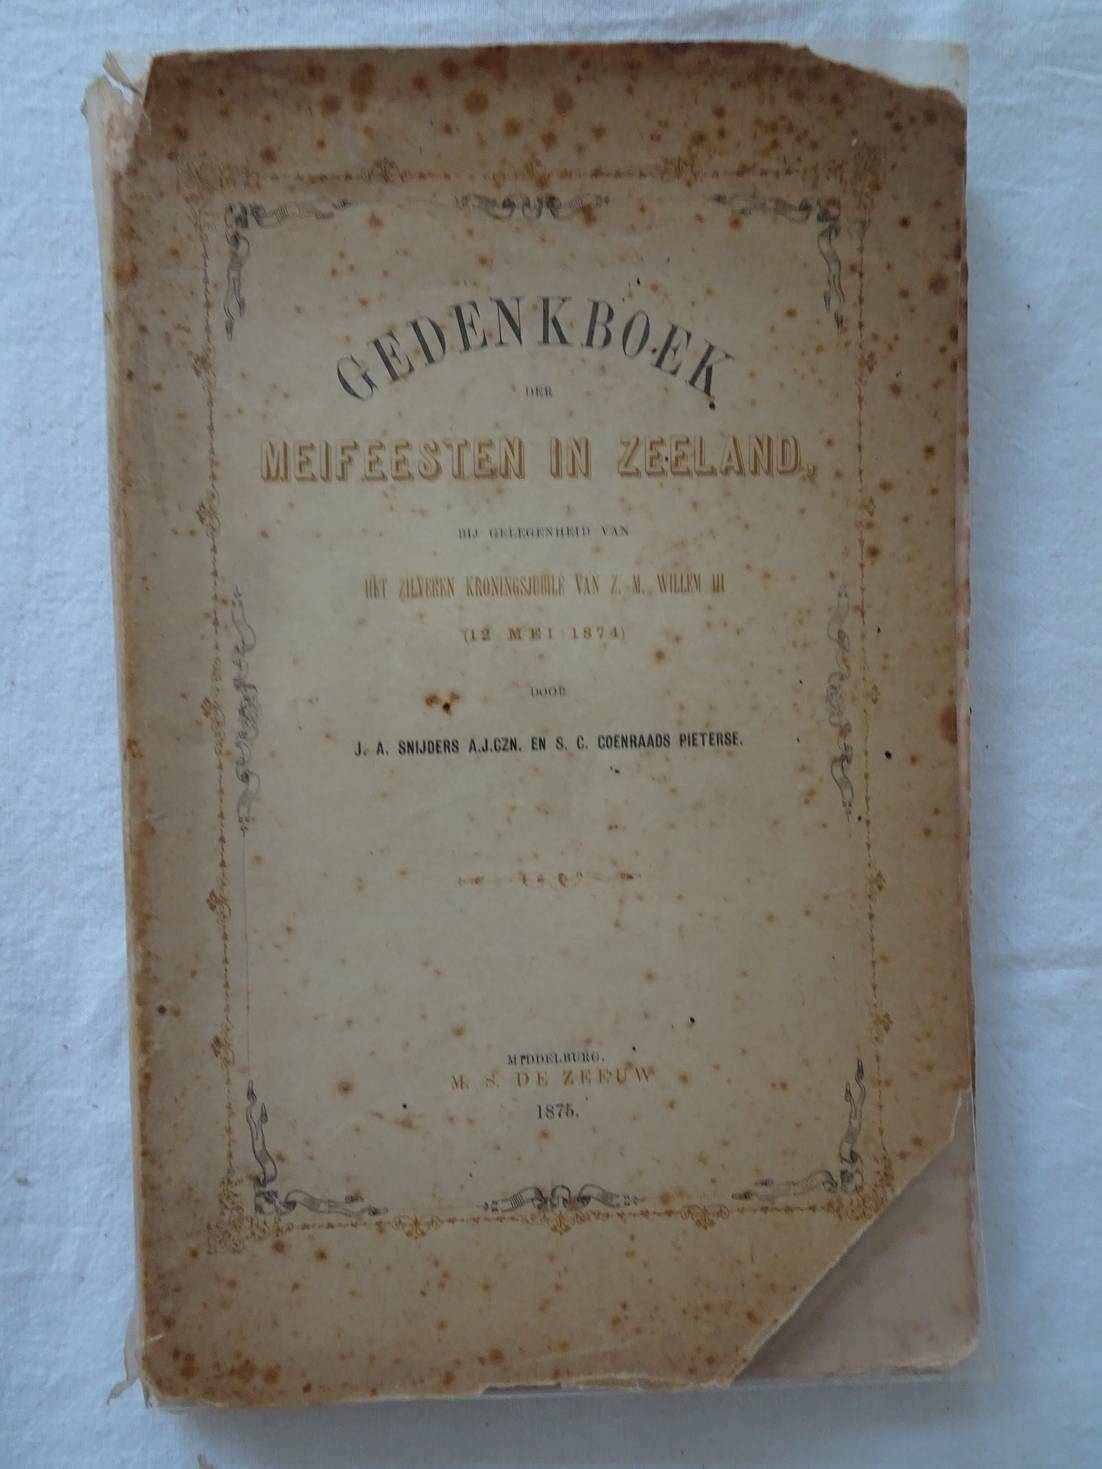 GEDENKBOEK
DER
MEIFEESTEN IN ZEELAND,
BIJ GELEGENHEID VAN
HET ZILVEREN KRONINGSJUBILÉ VAN Z. M. WILLEM III
(12 MEI 1874)
DOOR
J. A. SNIJDERS A.J.CZN. EN S. C. COENRAADS PIETERSE.
MIDDELBURG.
M. S. DE ZEEUW
1875.